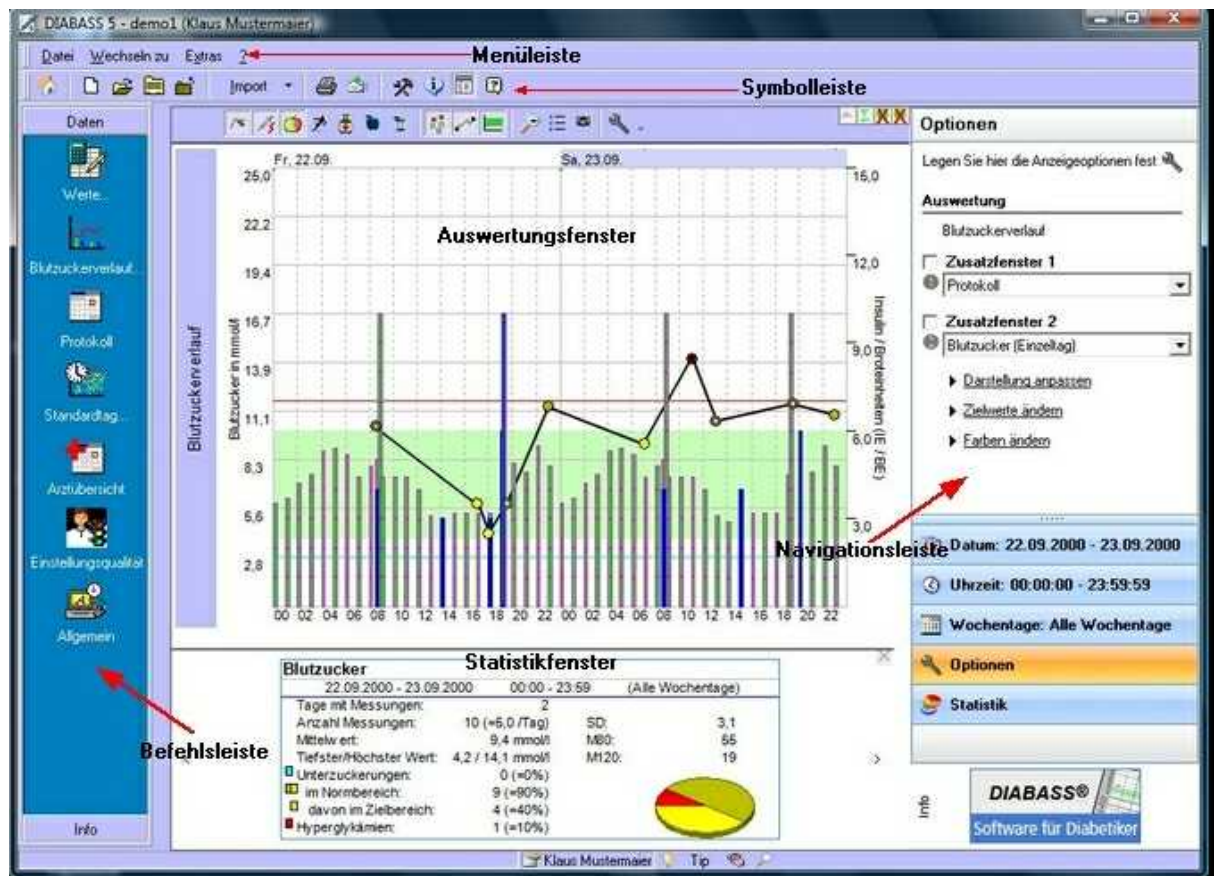 DIABASS 5 - demo1 (Klaus Mustermaier)
Datei Wechseln zu Extras ?
Menüleiste
Import
Symbolleiste
Daten
Werte...
Blutzuckerverlauf...
Protokoll
Standardtag...
Arztübersicht
Einstellungsqualität
Allgemein
Befehlsleiste
Info
Fr, 22.09.
Sa, 23.09.
Auswertungsfenster
Blutzuckerverlauf
Blutzucker in mmol/l
25,0
22,2
19,4
16,7
13,9
11,1
8,3
5,6
2,8
15,0
12,0
9,0
6,0
3,0
Insulin / Broteinheiten (IE / BE)
00 02 04 06 08 10 12 14 16 18 20 22 00 02 04 06 08 10 12 14 16 18 20 22
Statistikfenster
Blutzucker
22.09.2000 - 23.09.2000 00:00 - 23:59 (Alle Wochentage)
Tage mit Messungen: 2
Anzahl Messungen: 10 (=5,0 /Tag) SD: 3,1
Mittelwert: 9,4 mmol/l M80: 55
Tiefster/Höchster Wert: 4,2 / 14,1 mmol/l M120: 19
Unterzuckerungen: 0 (=0%)
im Normbereich: 9 (=90%)
davon im Zielbereich: 4 (=40%)
Hyperglykämien: 1 (=10%)
Optionen
Legen Sie hier die Anzeigeoptionen fest
Auswertung
Blutzuckerverlauf
Zusatzfenster 1
Protokoll
Zusatzfenster 2
Blutzucker (Einzeltag)
Darstellung anpassen
Zielwerte ändern
Farben ändern
Navigationsleiste
Datum: 22.09.2000 - 23.09.2000
Uhrzeit: 00:00:00 - 23:59:59
Wochentage: Alle Wochentage
Optionen
Statistik
Info
DIABASS®
Software für Diabetiker
Klaus Mustermaier Tip